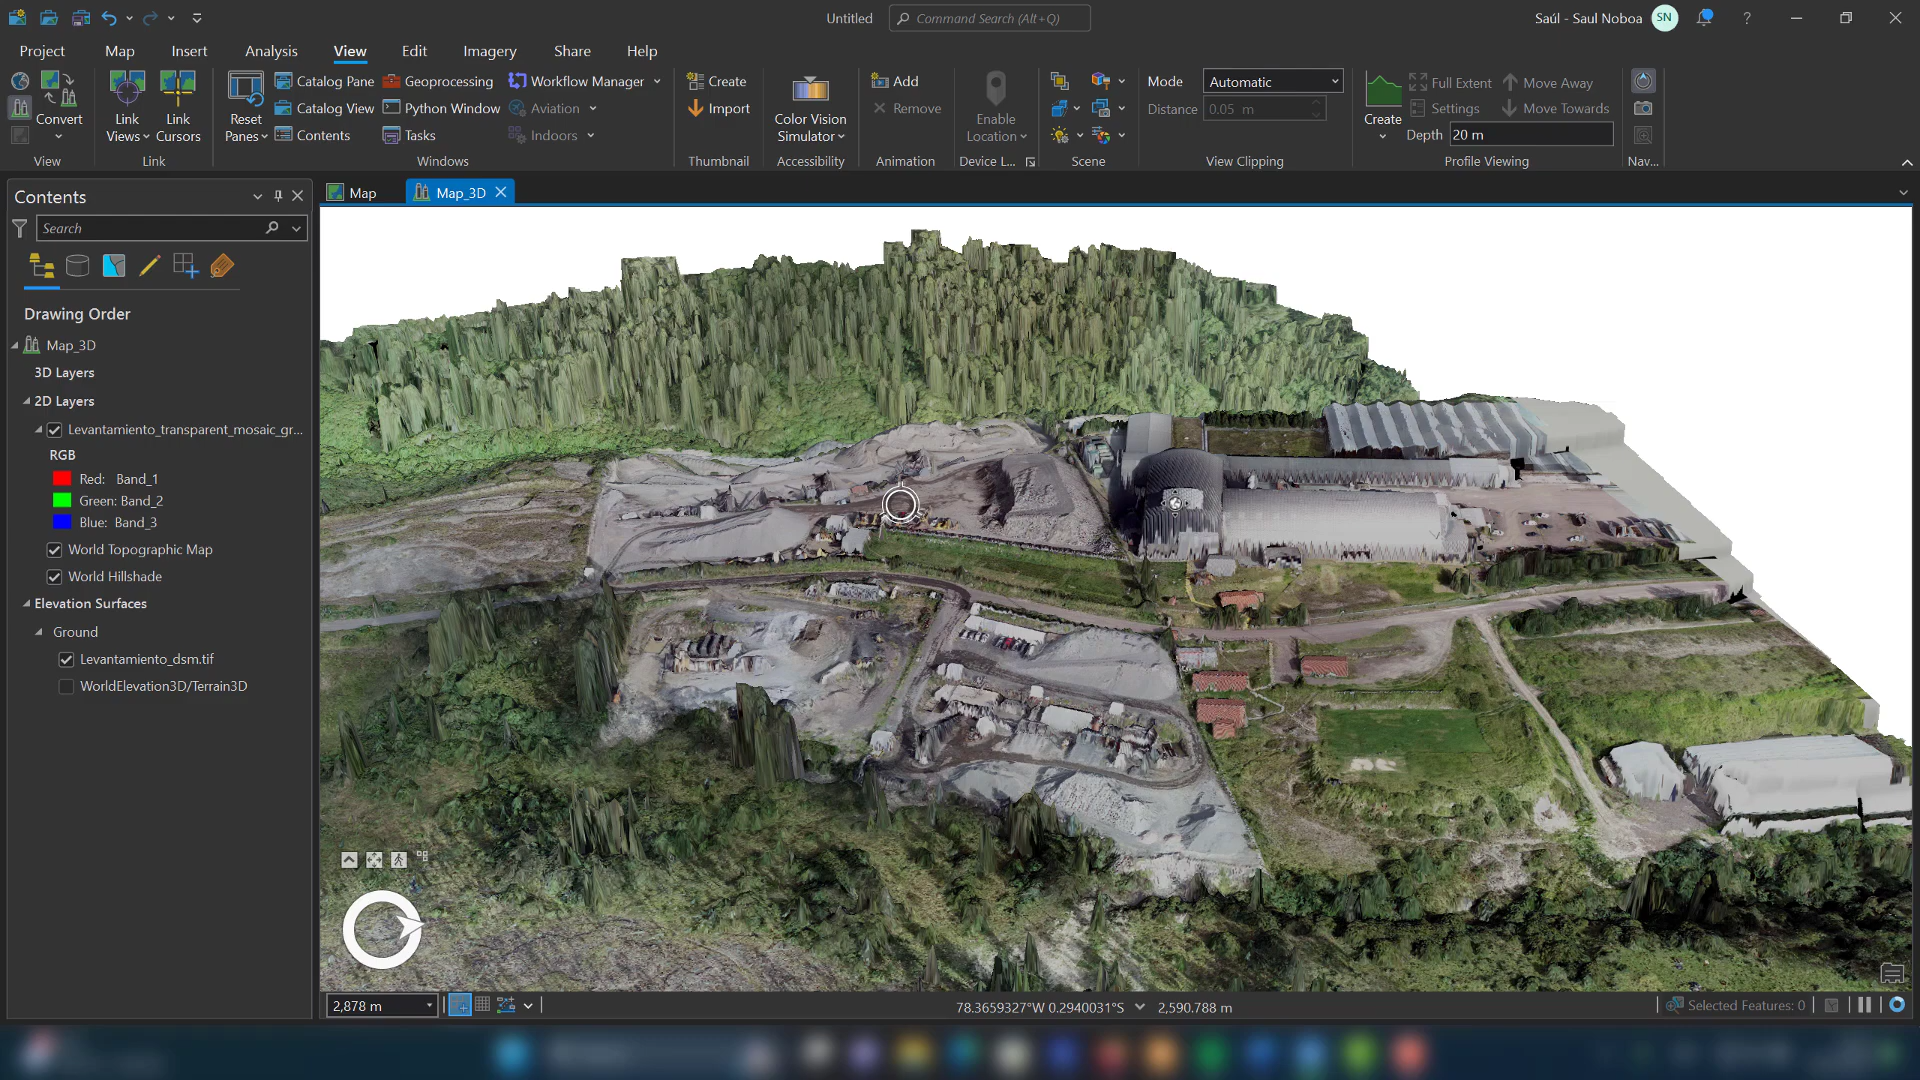 Untitled
Command Search (Alt+Q)
Saúl - Saul Noboa
SN
?
Project Map Insert Analysis View Edit Imagery Share Help
Convert
View
Link Views
Link Cursors
Link
Reset Panes
Catalog Pane
Catalog View
Contents
Geoprocessing
Python Window
Tasks
Workflow Manager
Aviation
Indoors
Windows
Create
Import
Thumbnail
Color Vision Simulator
Accessibility
Add
Remove
Animation
Enable Location
Device L...
Scene
Mode Automatic
Distance 0.05 m
View Clipping
Create
Full Extent
Settings
Move Away
Move Towards
Depth 20 m
Profile Viewing
Nav...
Contents
Search
Drawing Order
Map_3D
3D Layers
2D Layers
Levantamiento_transparent_mosaic_gr...
RGB
Red: Band_1
Green: Band_2
Blue: Band_3
World Topographic Map
World Hillshade
Elevation Surfaces
Ground
Levantamiento_dsm.tif
WorldElevation3D/Terrain3D
Map
Map_3D
2,878 m
78.3659327°W 0.2940031°S
2,590.788 m
Selected Features: 0